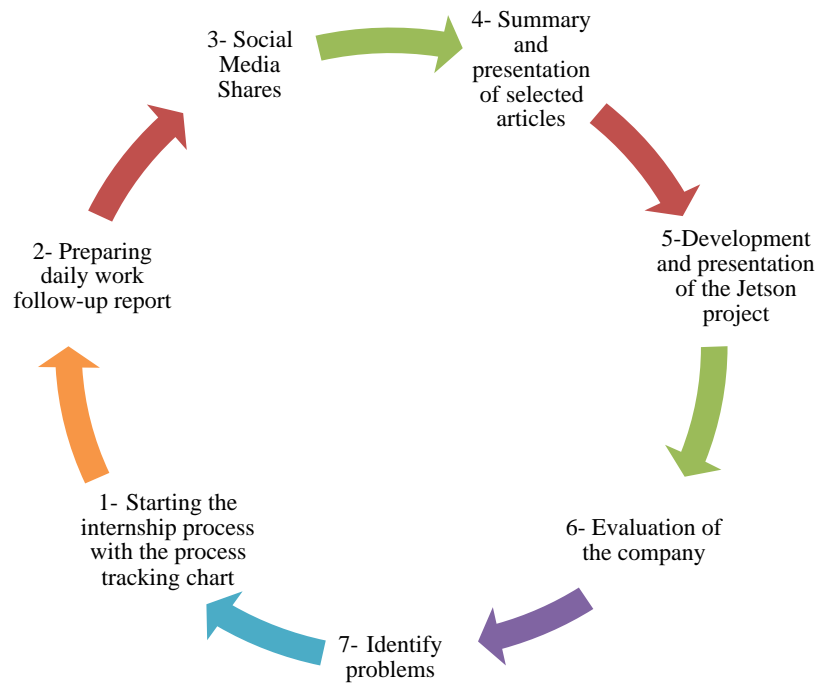 1- Starting the
internship process
with the process
tracking chart
2- Preparing
daily work
follow-up report
3- Social
Media
Shares
4- Summary
and
presentation
of selected
articles
5-Development
and presentation
of the Jetson
project
6- Evaluation of
the company
7- Identify
problems